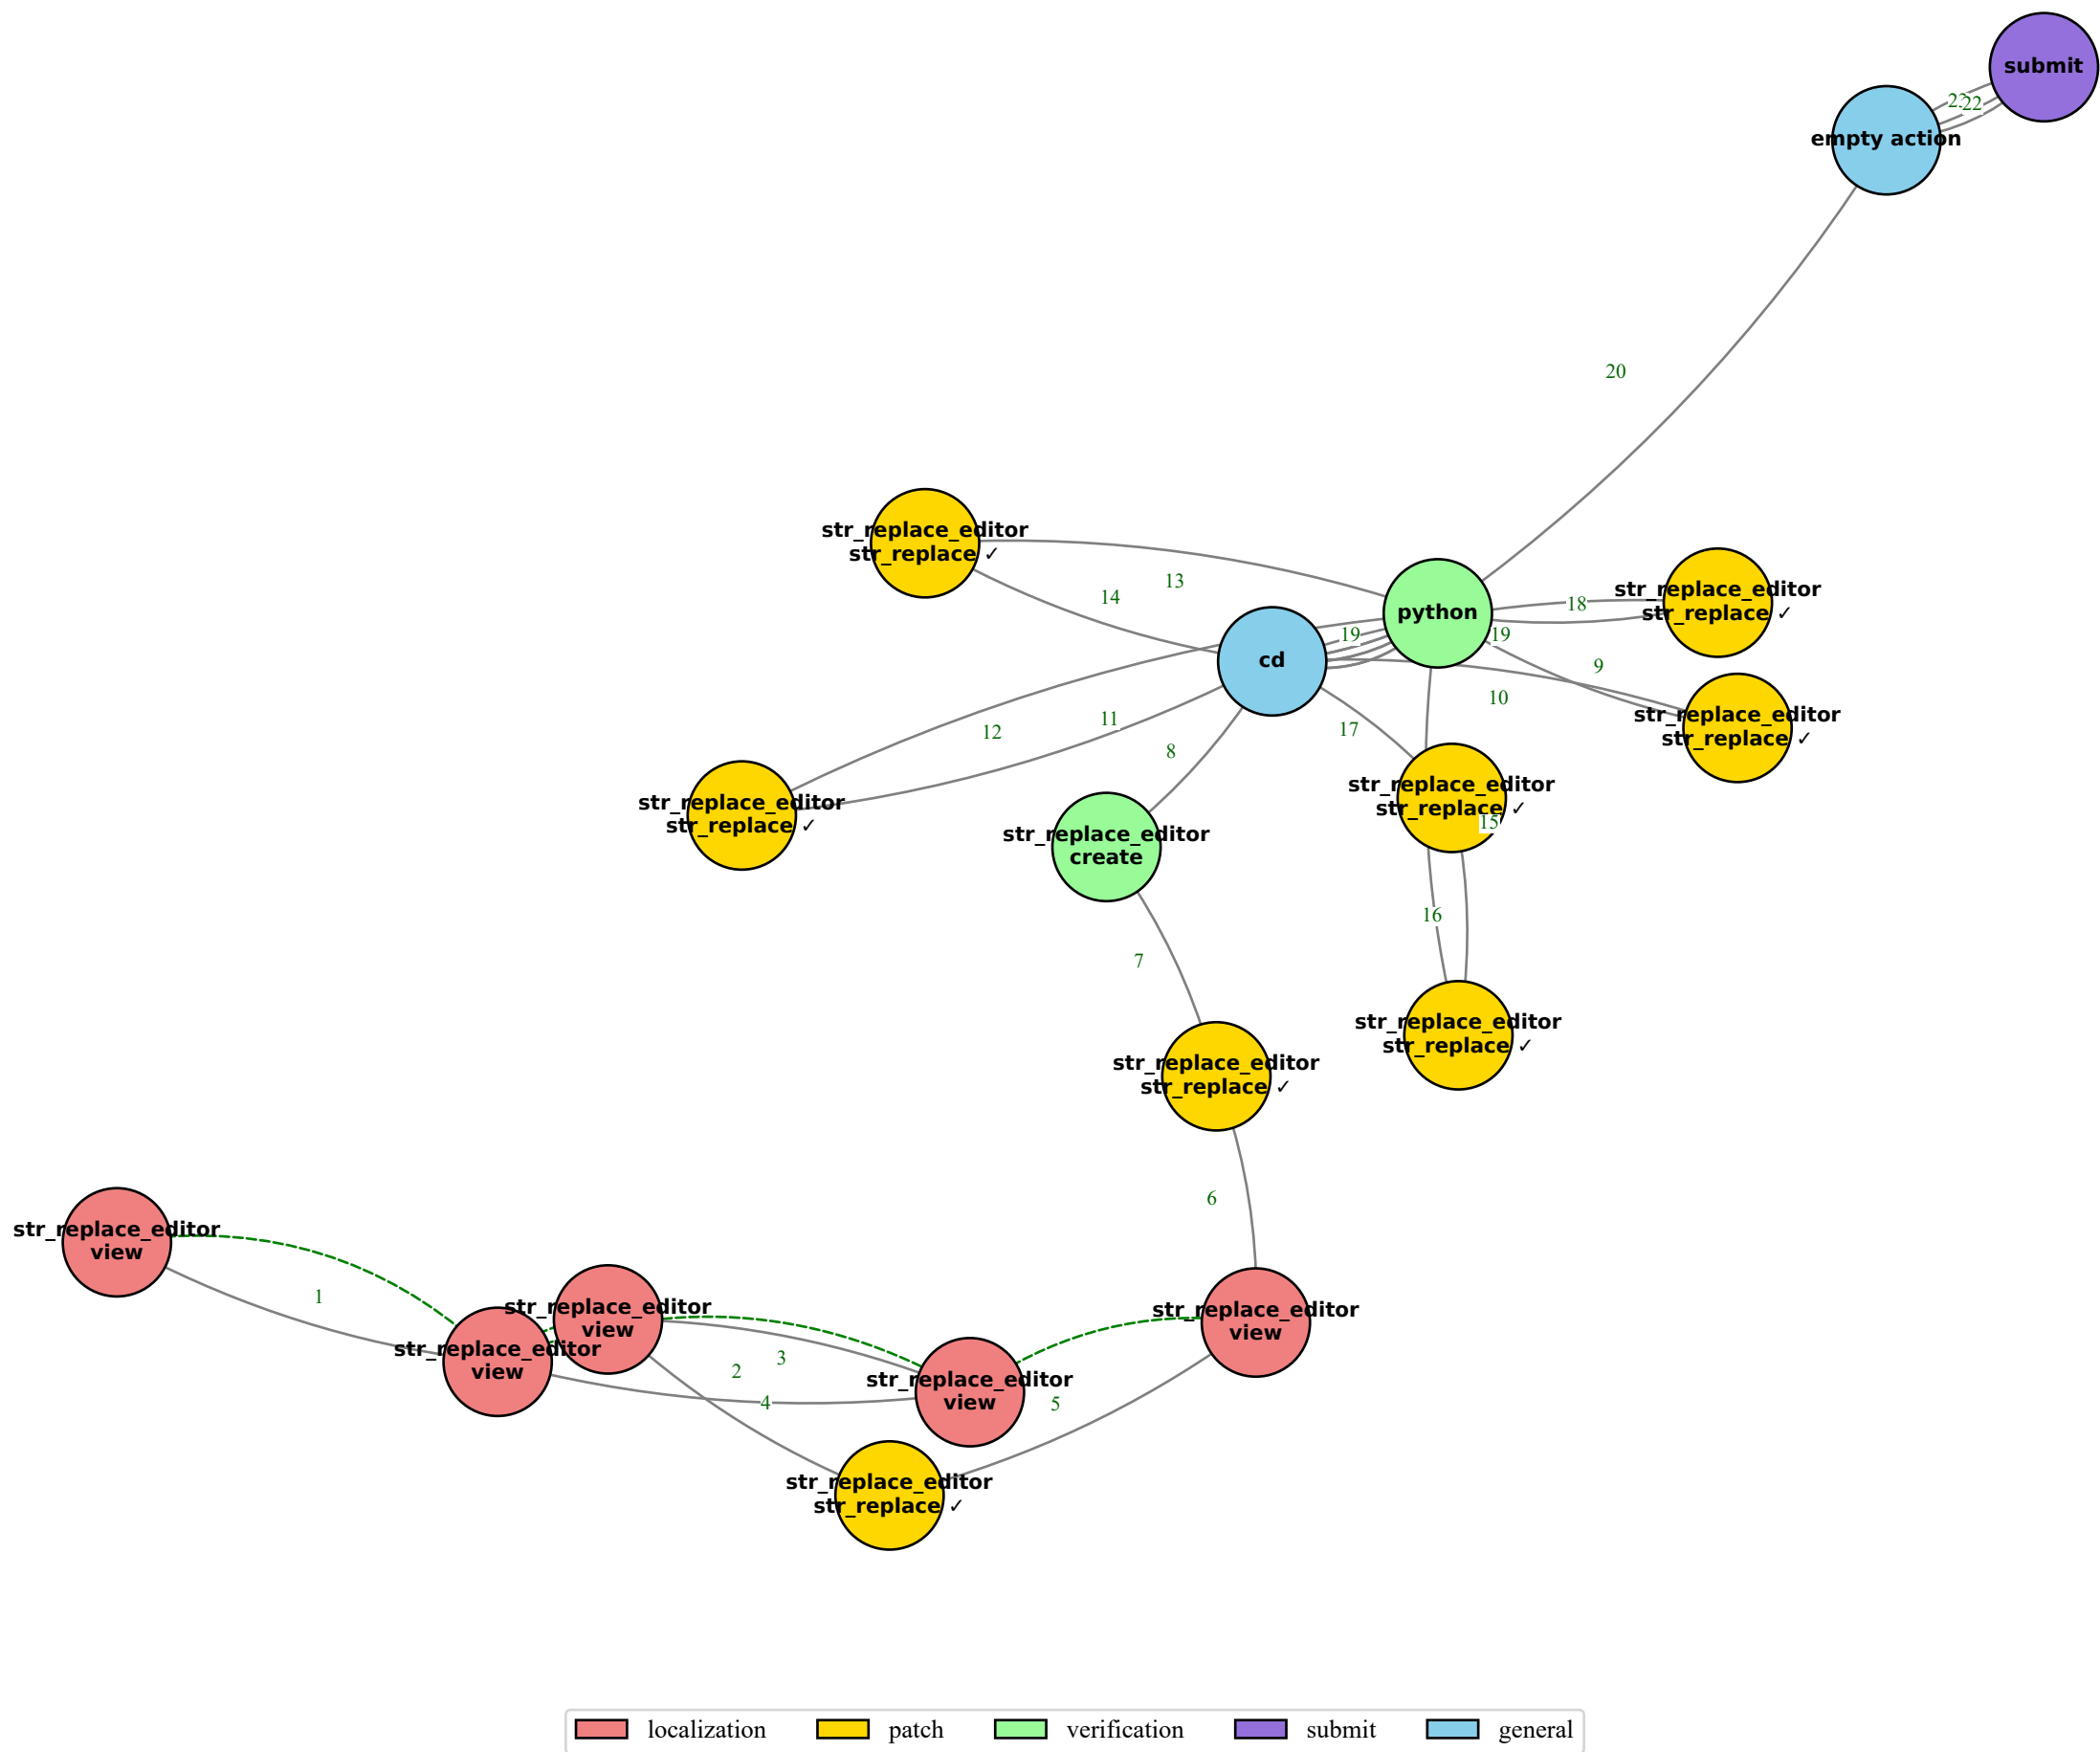 submit
23
22
empty action
20
str_replace_editor
str_replace ✓
13
14
python
18
str_replace_editor
str_replace ✓
19
19
cd
9
10
str_replace_editor
str_replace ✓
11
12
17
8
str_replace_editor
str_replace ✓
15
str_replace_editor
str_replace ✓
str_replace_editor
create
16
7
str_replace_editor
str_replace ✓
str_replace_editor
str_replace ✓
6
str_replace_editor
view
1
str_replace_editor
view
str_replace_editor
view
str_replace_editor
view
2
3
4
str_replace_editor
view
5
str_replace_editor
str_replace ✓
localization
patch
verification
submit
general